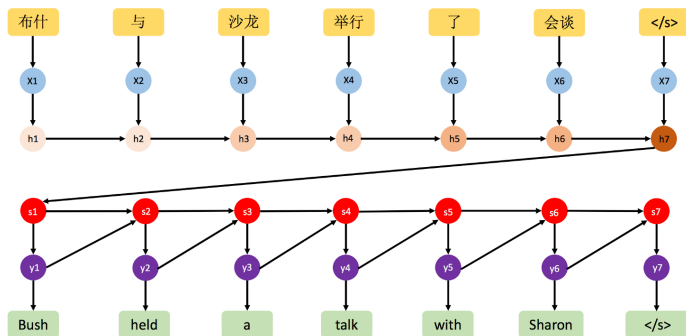 布什 与 沙龙 举行 了 会谈 </s>
X1 X2 X3 X4 X5 X6 X7
h1 h2 h3 h4 h5 h6 h7
s1 s2 s3 s4 s5 s6 s7
y1 y2 y3 y4 y5 y6 y7
Bush held a talk with Sharon </s>